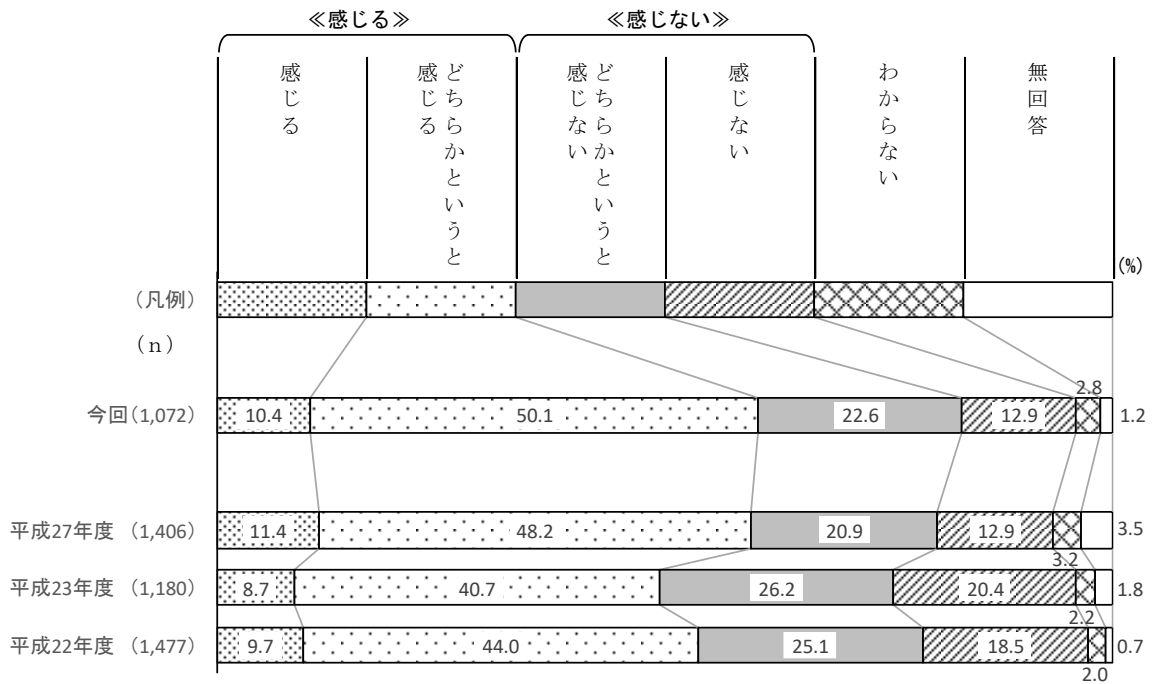 ≪感じる≫ ≪感じない≫
感じる
どちらかというと
感じる
どちらかというと
感じない
感じない
わからない
無回答
(%)
(凡例)
(n)
2.8
今回(1,072) 10.4 50.1 22.6 12.9 1.2
平成27年度 (1,406) 11.4 48.2 20.9 12.9 3.5
3.2
平成23年度 (1,180) 8.7 40.7 26.2 20.4 1.8
2.2
平成22年度 (1,477) 9.7 44.0 25.1 18.5 0.7
2.0